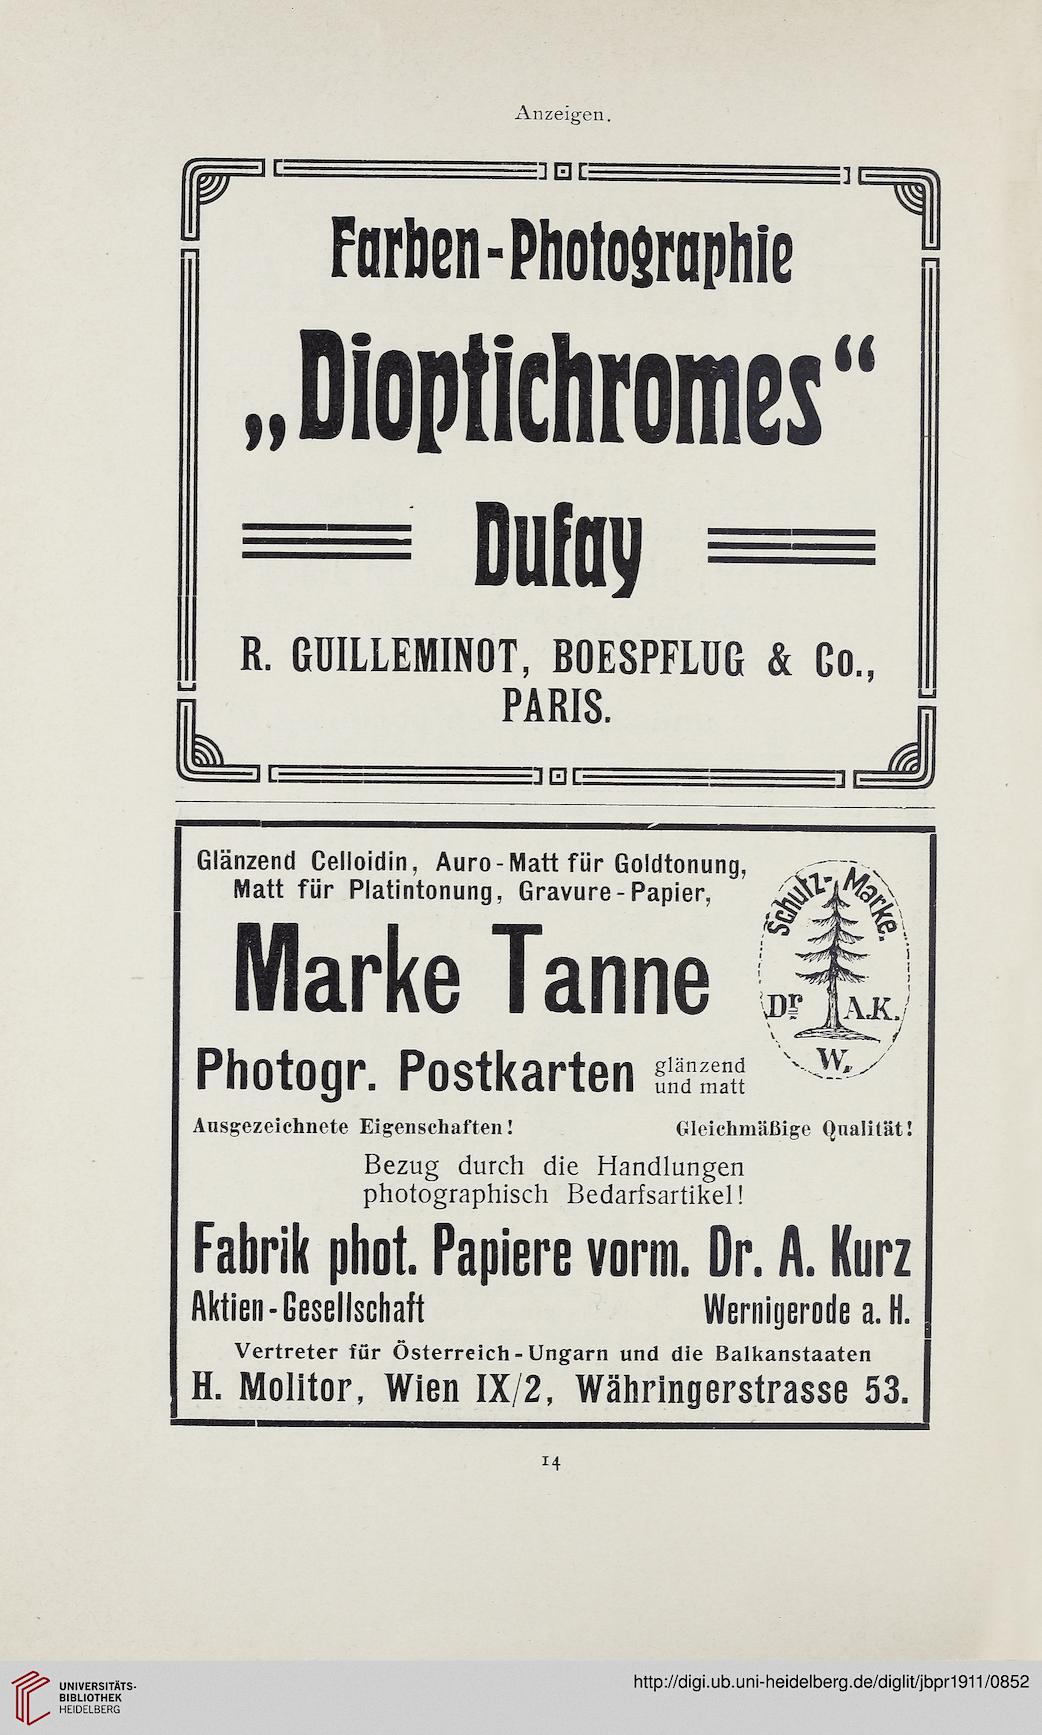 Anzeigen.
Farben-Photographie
„Dioptichromes“
Dufay
R. GUILLEMINOT, BOESPFLUG & Co.,
PARIS.
Glänzend Celloidin, Auro-Matt für Goldtonung,
Matt für Platintonung, Gravure-Papier,
Marke Tanne
Schutz-Marke.
Dr A.K.
W.
Photogr. Postkarten glänzend
und matt
Ausgezeichnete Eigenschaften! Gleichmäßige Qualität!
Bezug durch die Handlungen
photographisch Bedarfsartikel!
Fabrik phot. Papiere vorm. Dr. A. Kurz
Aktien-Gesellschaft Wernigerode a. H.
Vertreter für Österreich-Ungarn und die Balkanstaaten
H. Molitor, Wien IX/2, Währingerstrasse 53.
14
UNIVERSITÄTS-
BIBLIOTHEK
HEIDELBERG
http://digi.ub.uni-heidelberg.de/diglit/jbpr1911/0852